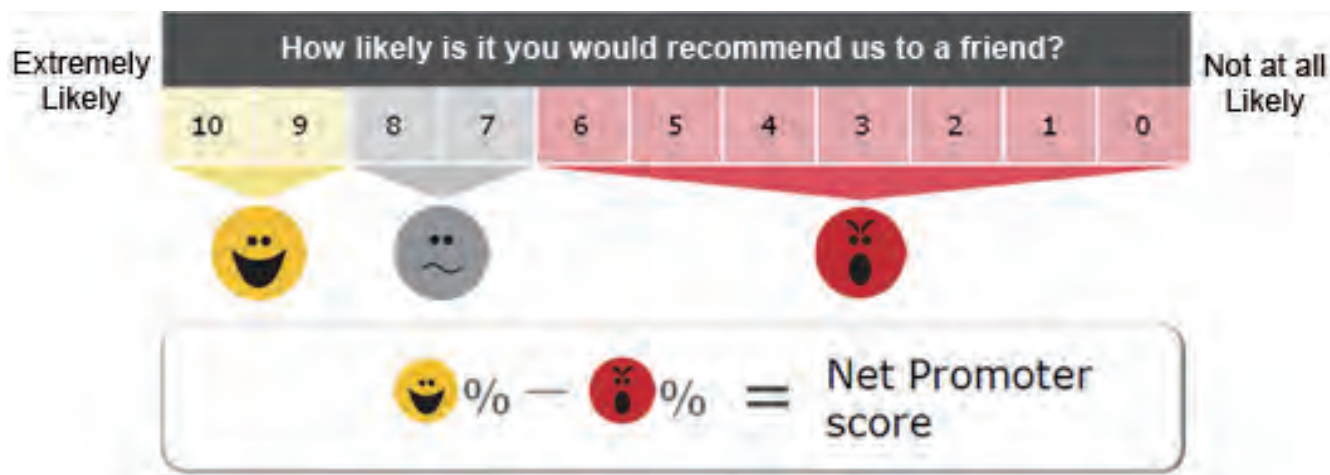 How likely is it you would recommend us to a friend?
Extremely
Likely
Not at all
Likely
10 9 8 7 6 5 4 3 2 1 0
% — % = Net Promoter
score